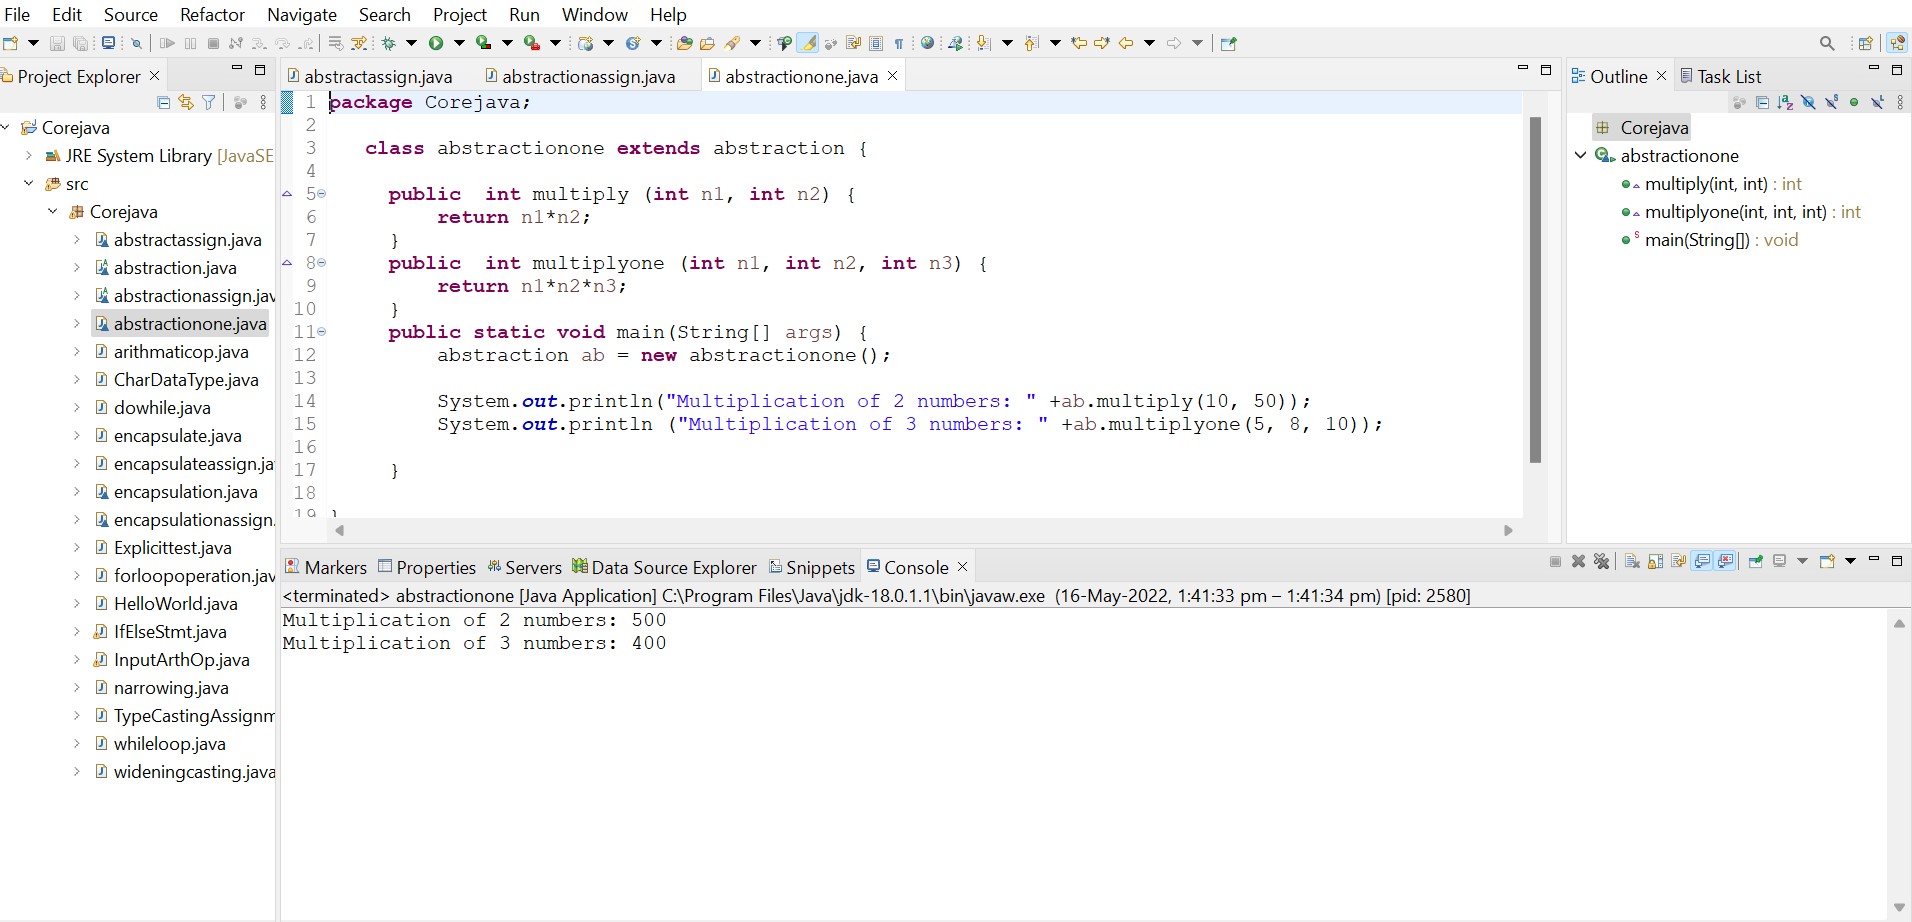 File Edit Source Refactor Navigate Search Project Run Window Help
Project Explorer
Corejava
JRE System Library [JavaSE
src
Corejava
abstractassign.java
abstraction.java
abstractionassign.jav
abstractionone.java
arithmaticop.java
CharDataType.java
dowhile.java
encapsulate.java
encapsulateassign.ja
encapsulation.java
encapsulationassign.
Explicittest.java
forloopoperation.jav
HelloWorld.java
IfElseStmt.java
InputArthOp.java
narrowing.java
TypeCastingAssignm
whileloop.java
wideningcasting.java
abstractassign.java abstractionassign.java abstractionone.java
1 package Corejava;
2
3 class abstractionone extends abstraction {
4
5 public  int multiply (int n1, int n2) {
6 return n1*n2;
7 }
8 public  int multiplyone (int n1, int n2, int n3) {
9 return n1*n2*n3;
10 }
11 public static void main(String[] args) {
12 abstraction ab = new abstractionone();
13
14 System.out.println("Multiplication of 2 numbers: " +ab.multiply(10, 50));
15 System.out.println ("Multiplication of 3 numbers: " +ab.multiplyone(5, 8, 10));
16
17 }
18
19 }
Outline Task List
Corejava
abstractionone
multiply(int, int) : int
multiplyone(int, int, int) : int
main(String[]) : void
Markers Properties Servers Data Source Explorer Snippets Console
<terminated> abstractionone [Java Application] C:\Program Files\Java\jdk-18.0.1.1\bin\javaw.exe (16-May-2022, 1:41:33 pm – 1:41:34 pm) [pid: 2580]
Multiplication of 2 numbers: 500
Multiplication of 3 numbers: 400